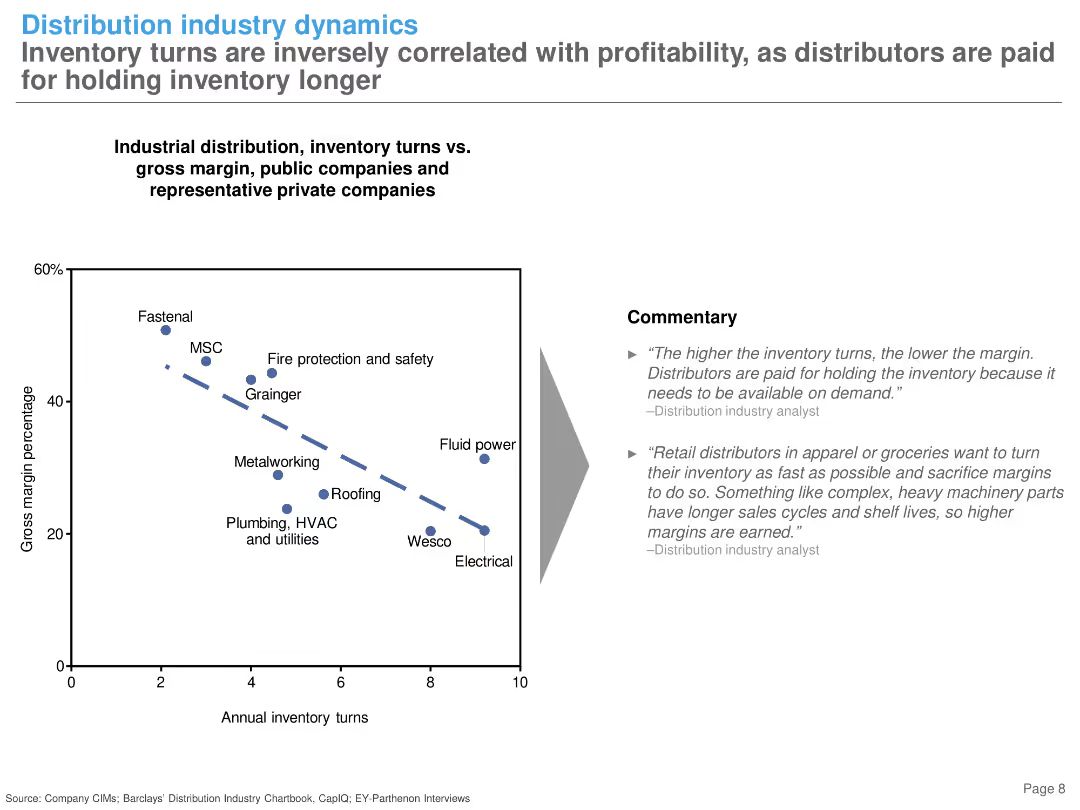 Distribution industry dynamics
Inventory turns are inversely correlated with profitability, as distributors are paid
for holding inventory longer
Industrial distribution, inventory turns vs.
gross margin, public companies and
representative private companies
60%
40
20
0
Gross margin percentage
Fastenal
MSC
Fire protection and safety
Grainger
Fluid power
Metalworking
Roofing
Plumbing, HVAC
and utilities
Wesco
Electrical
0 2 4 6 8 10
Annual inventory turns
Commentary
► “The higher the inventory turns, the lower the margin.
Distributors are paid for holding the inventory because it
needs to be available on demand.”
–Distribution industry analyst
► “Retail distributors in apparel or groceries want to turn
their inventory as fast as possible and sacrifice margins
to do so. Something like complex, heavy machinery parts
have longer sales cycles and shelf lives, so higher
margins are earned.”
–Distribution industry analyst
Page 8
Source: Company CIMs; Barclays’ Distribution Industry Chartbook, CapIQ; EY-Parthenon Interviews